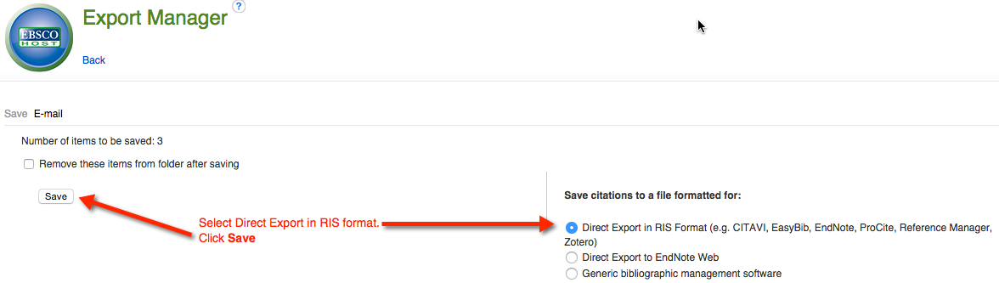 Export Manager
?
EBSCO
HOST
Back
Save E-mail
Number of items to be saved: 3
Remove these items from folder after saving
Save
Save citations to a file formatted for:
Select Direct Export in RIS format.
Click Save
Direct Export in RIS Format (e.g. CITAVI, EasyBib, EndNote, ProCite, Reference Manager,
Zotero)
Direct Export to EndNote Web
Generic bibliographic management software